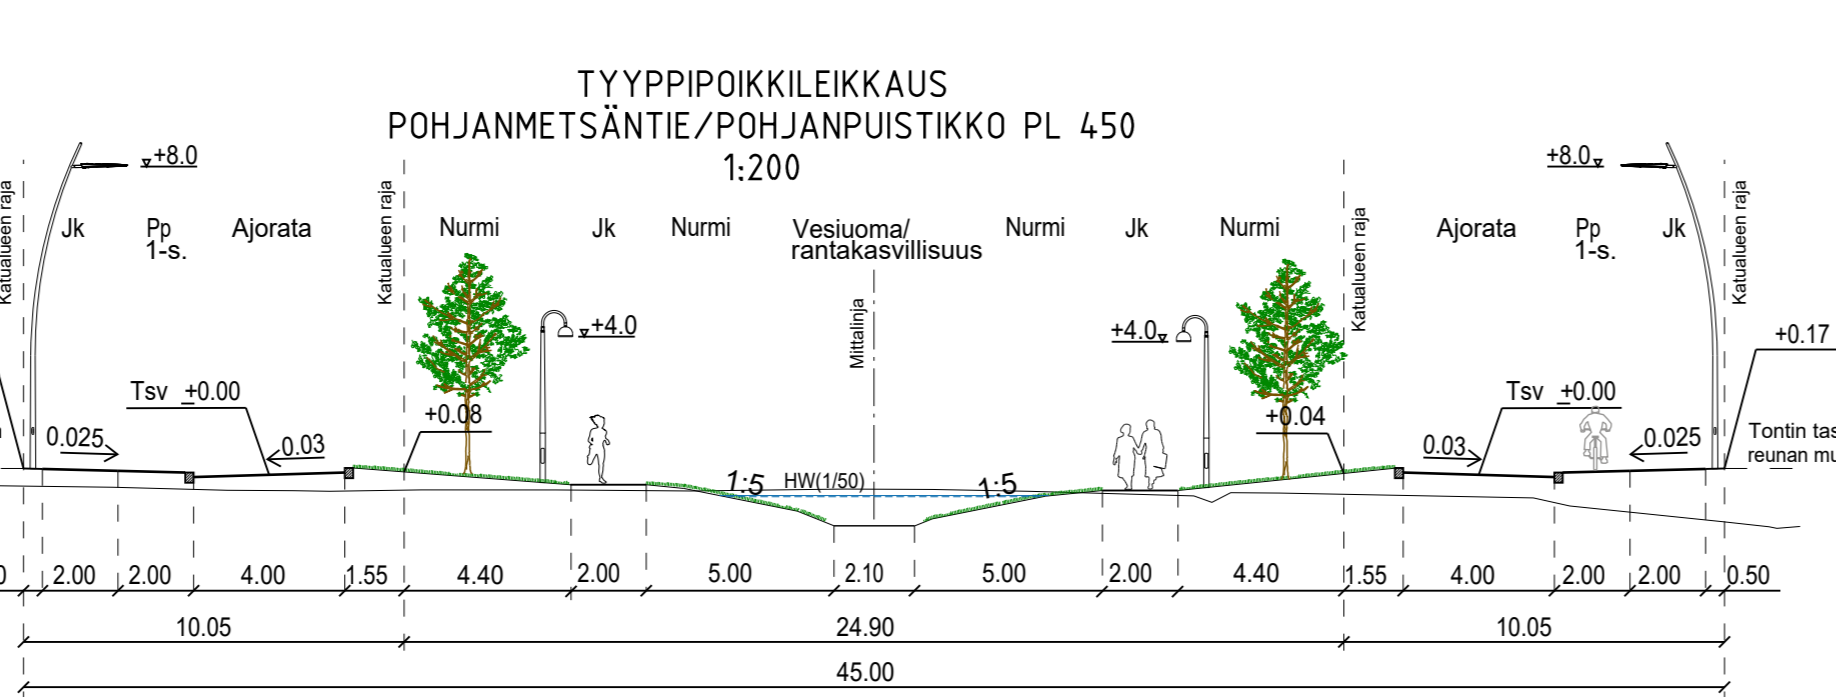 TYYPPIPOIKKILEIKKAUS
POHJANMETSÄNTIE/POHJANPUISTIKKO PL 450
1:200
+8.0
+8.0
Katualueen raja
Katualueen raja
Katualueen raja
Katualueen raja
Jk
Pp
1-s.
Ajorata
Nurmi
Jk
Nurmi
Vesiuoma/
rantakasvillisuus
Nurmi
Jk
Nurmi
Ajorata
Pp
1-s.
Jk
Mittalinja
+4.0
+4.0
+0.17
Tsv ±0.00
+0.08
+0.04
Tsv ±0.00
0.025
0.03
1:5
HW(1/50)
1:5
0.03
0.025
Tontin tas
reunan mu
0 2.00 2.00 4.00 1.55 4.40 2.00 5.00 2.10 5.00 2.00 4.40 1.55 4.00 2.00 2.00 0.50
10.05 24.90 10.05
45.00